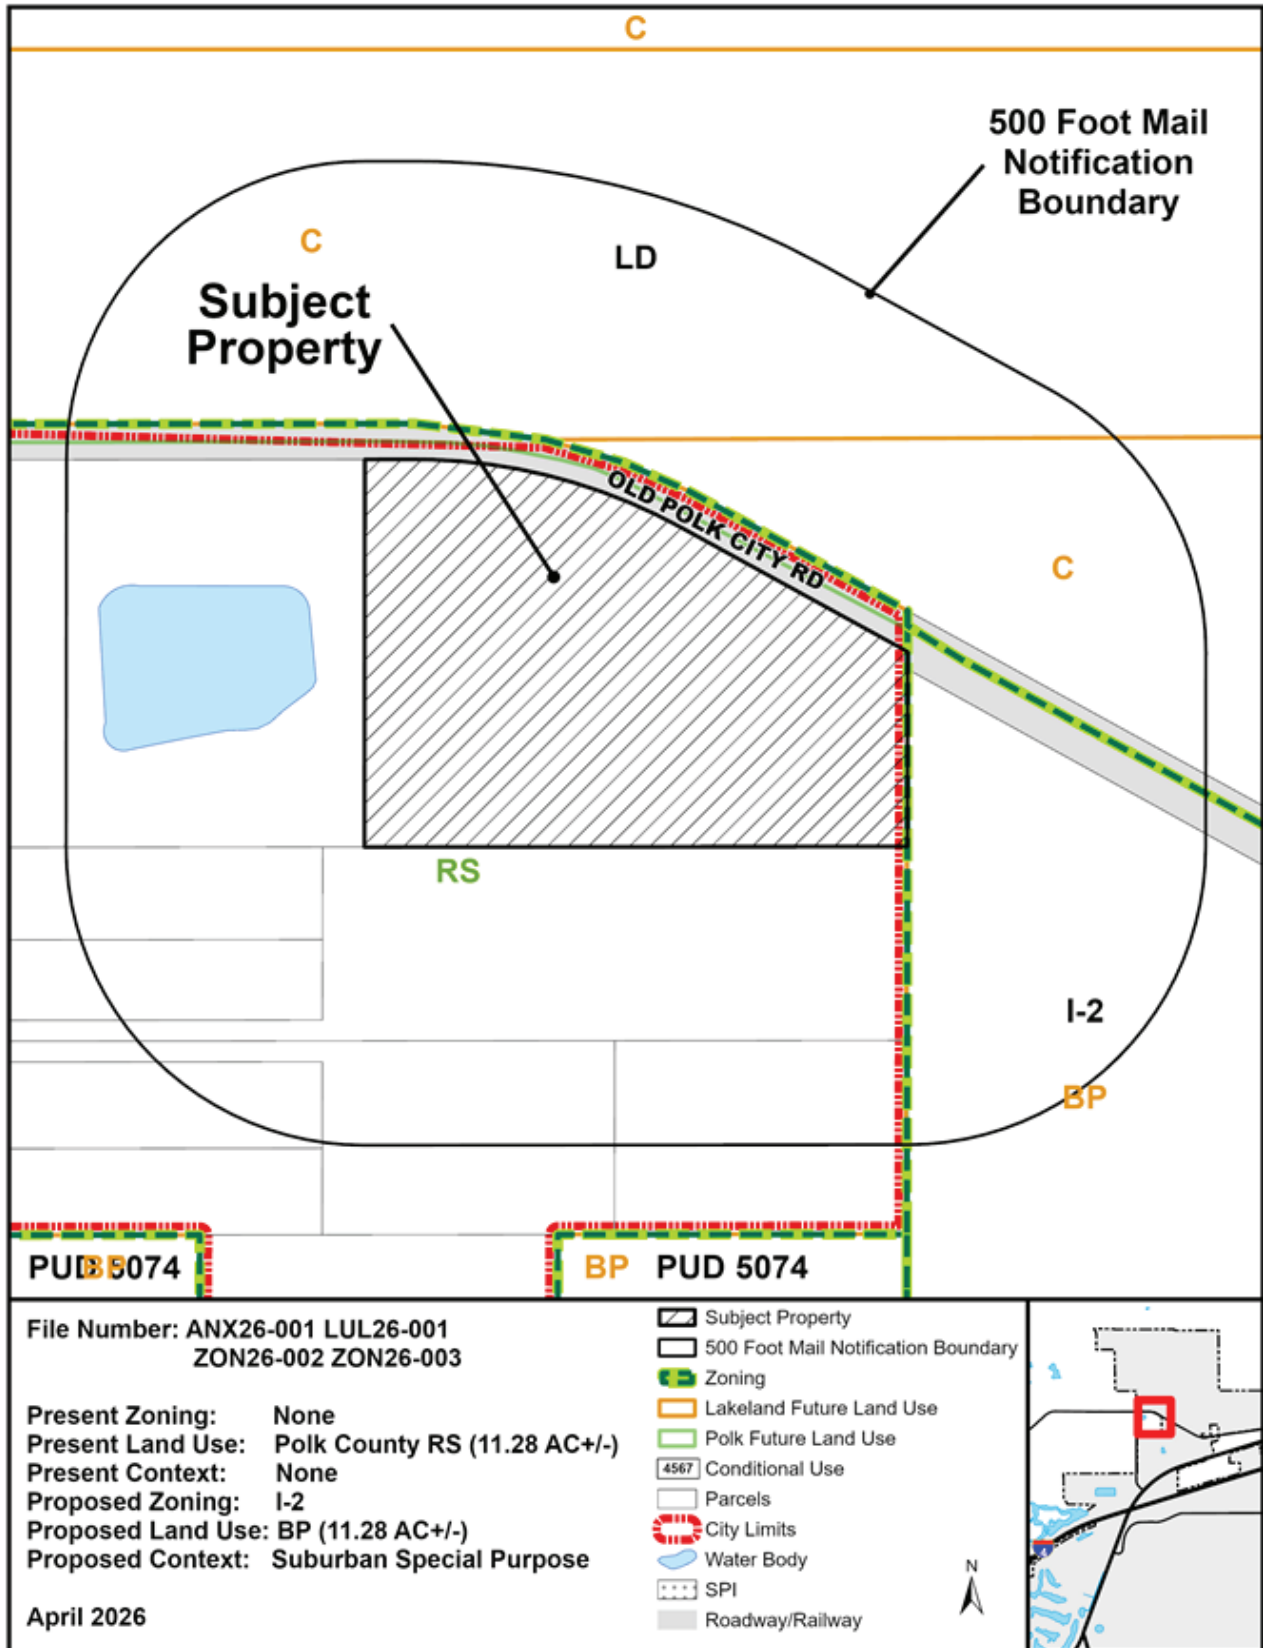 C
500 Foot Mail
Notification
Boundary
C
LD
Subject
Property
OLD POLK CITY RD
C
RS
I-2
BP
PUD 5074
BP
BP
PUD 5074
File Number: ANX26-001 LUL26-001
ZON26-002 ZON26-003
Present Zoning: None
Present Land Use: Polk County RS (11.28 AC+/-)
Present Context: None
Proposed Zoning: I-2
Proposed Land Use: BP (11.28 AC+/-)
Proposed Context: Suburban Special Purpose
April 2026
Subject Property
500 Foot Mail Notification Boundary
Zoning
Lakeland Future Land Use
Polk Future Land Use
4567 Conditional Use
Parcels
City Limits
Water Body
SPI
Roadway/Railway
N
4